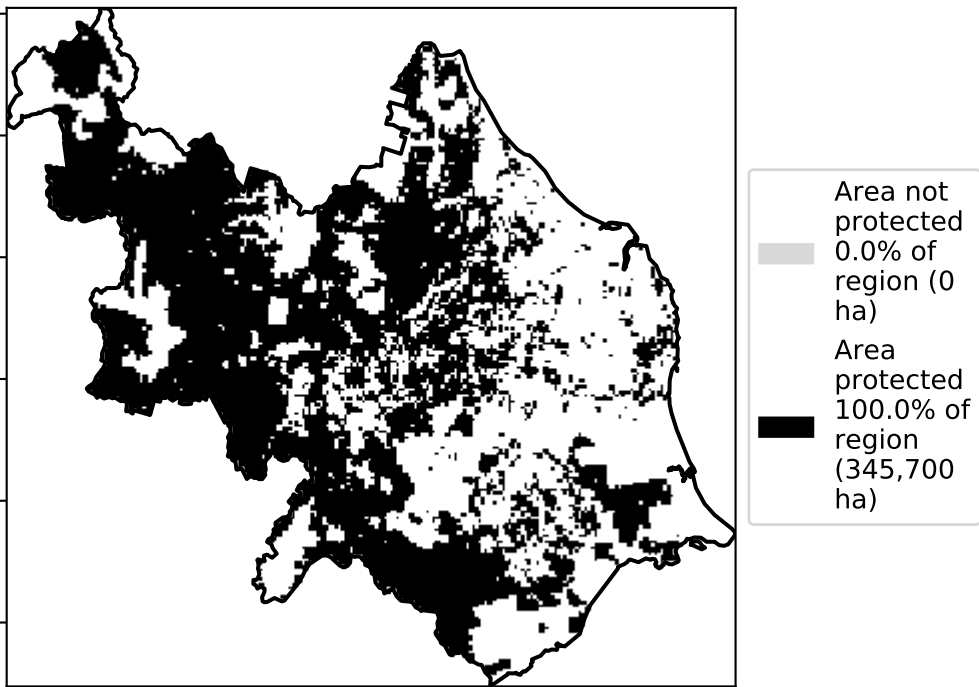 Area not
protected
0.0% of
region (0
ha)
Area
protected
100.0% of
region
(345,700
ha)